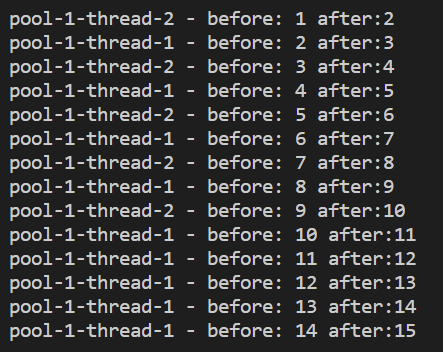 pool-1-thread-2 - before: 1 after:2
pool-1-thread-1 - before: 2 after:3
pool-1-thread-2 - before: 3 after:4
pool-1-thread-1 - before: 4 after:5
pool-1-thread-2 - before: 5 after:6
pool-1-thread-1 - before: 6 after:7
pool-1-thread-2 - before: 7 after:8
pool-1-thread-1 - before: 8 after:9
pool-1-thread-2 - before: 9 after:10
pool-1-thread-1 - before: 10 after:11
pool-1-thread-1 - before: 11 after:12
pool-1-thread-1 - before: 12 after:13
pool-1-thread-1 - before: 13 after:14
pool-1-thread-1 - before: 14 after:15